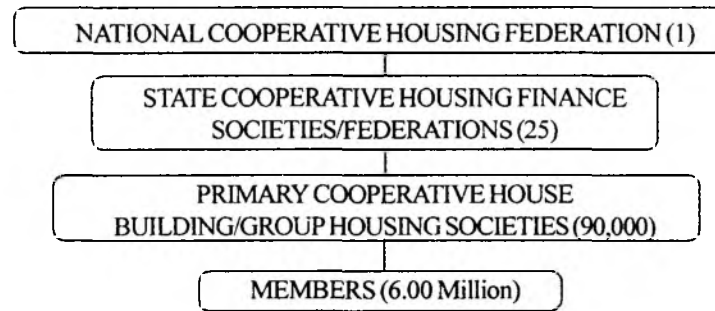 NATIONAL COOPERATIVE HOUSING FEDERATION (1)
STATE COOPERATIVE HOUSING FINANCE
SOCIETIES/FEDERATIONS (25)
PRIMARY COOPERATIVE HOUSE
BUILDING/GROUP HOUSING SOCIETIES (90,000)
MEMBERS (6.00 Million)